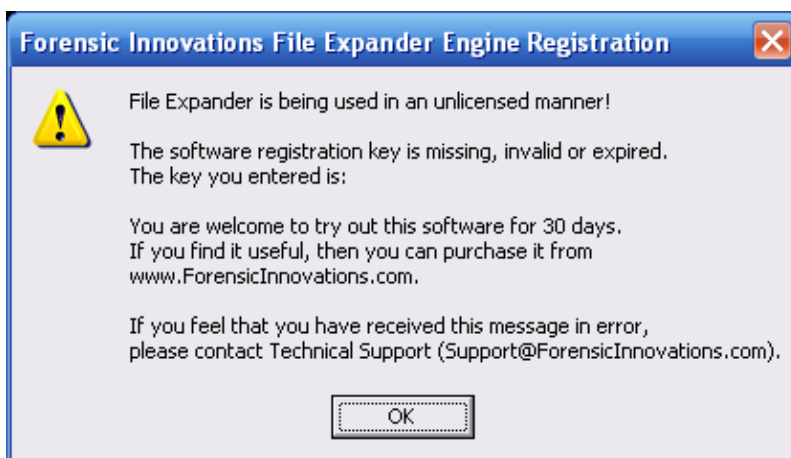 Forensic Innovations File Expander Engine Registration
File Expander is being used in an unlicensed manner!
The software registration key is missing, invalid or expired.
The key you entered is:
You are welcome to try out this software for 30 days.
If you find it useful, then you can purchase it from
www.ForensicInnovations.com.
If you feel that you have received this message in error,
please contact Technical Support (Support@ForensicInnovations.com).
OK